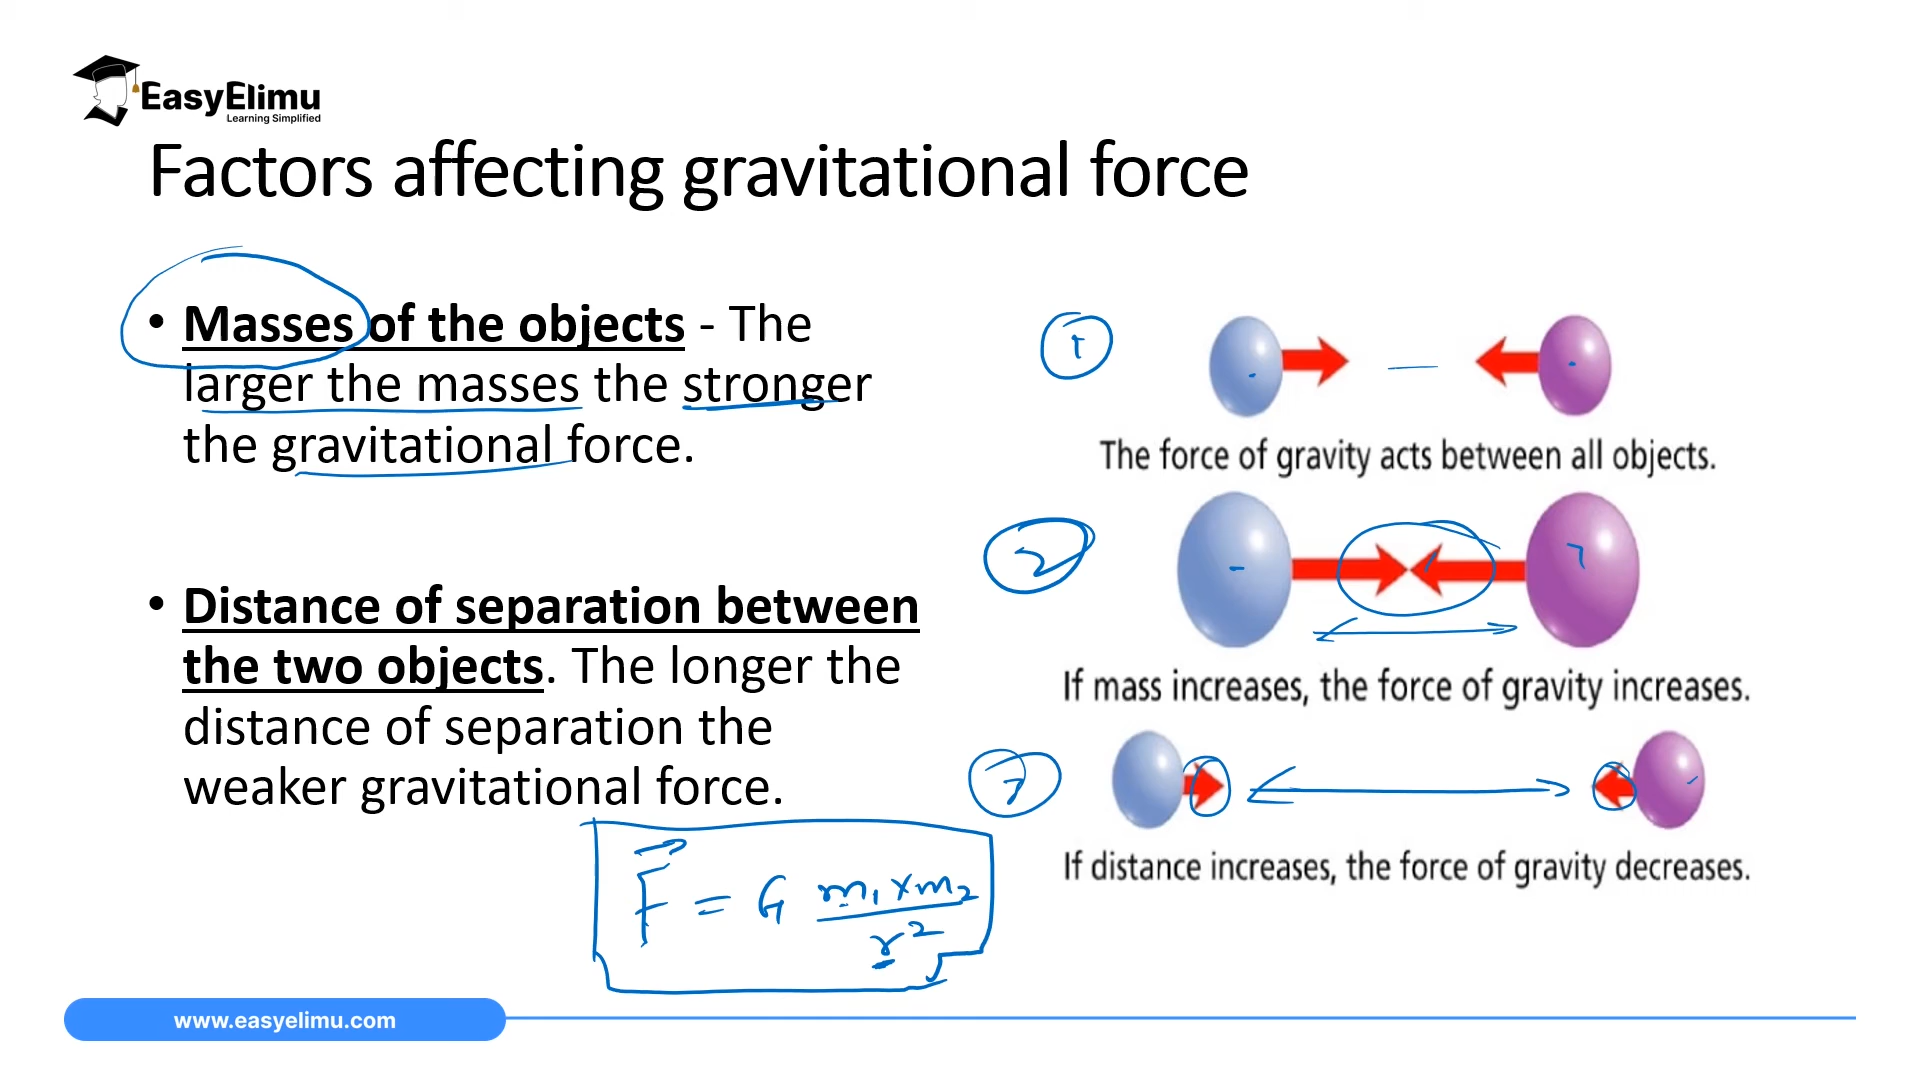 EasyElimu
Learning Simplified
Factors affecting gravitational force
• Masses of the objects - The
larger the masses the stronger
the gravitational force.
• Distance of separation between
the two objects. The longer the
distance of separation the
weaker gravitational force.
F = G m₁ x m₂
r²
1
The force of gravity acts between all objects.
2
If mass increases, the force of gravity increases.
3
If distance increases, the force of gravity decreases.
www.easyelimu.com